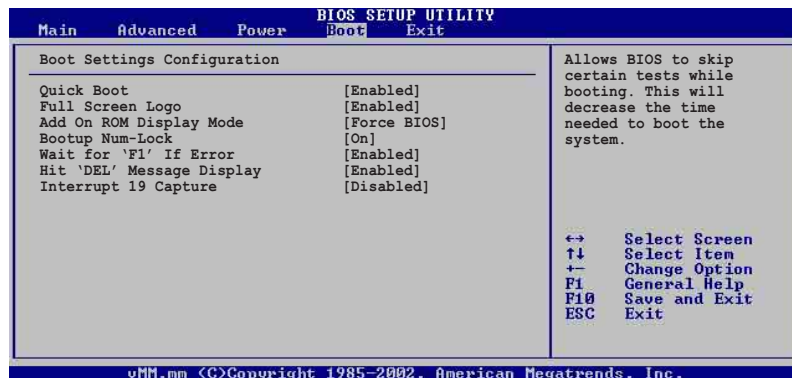 BIOS SETUP UTILITY
Main Advanced Power Boot Exit
Boot Settings Configuration
Quick Boot [Enabled]
Full Screen Logo [Enabled]
Add On ROM Display Mode [Force BIOS]
Bootup Num-Lock [On]
Wait for ‘F1’ If Error [Enabled]
Hit ‘DEL’ Message Display [Enabled]
Interrupt 19 Capture [Disabled]
Allows BIOS to skip
certain tests while
booting. This will
decrease the time
needed to boot the
system.
↔ Select Screen
↑↓ Select Item
+- Change Option
F1 General Help
F10 Save and Exit
ESC Exit
vMM.mm (C)Copyright 1985-2002, American Megatrends, Inc.